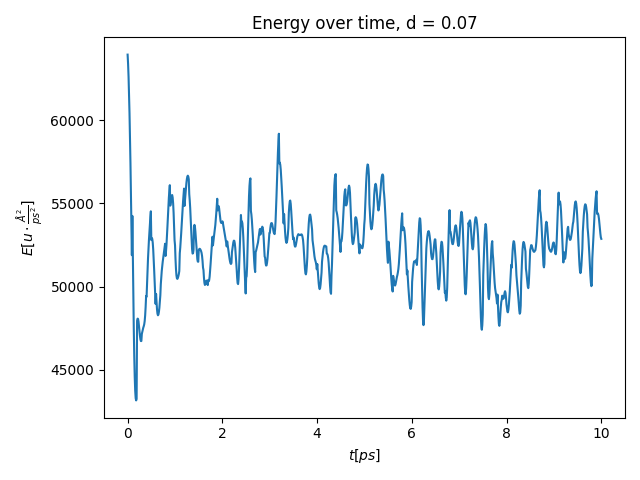 Energy over time, d = 0.07
E[u · Å²/ps²]
60000
55000
50000
45000
0 2 4 6 8 10
t[ps]